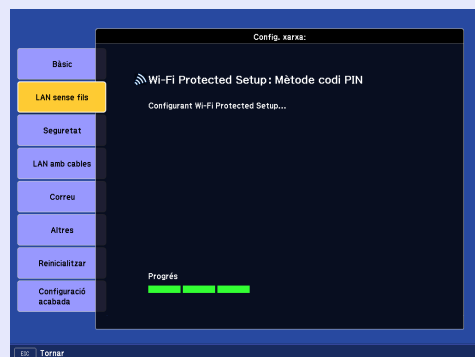 Config. xarxa:
Bàsic
LAN sense fils
Seguretat
LAN amb cables
Correu
Altres
Reinicialitzar
Configuració
acabada
Wi-Fi Protected Setup: Mètode codi PIN
Configurant Wi-Fi Protected Setup...
Progrés
ESC Tornar